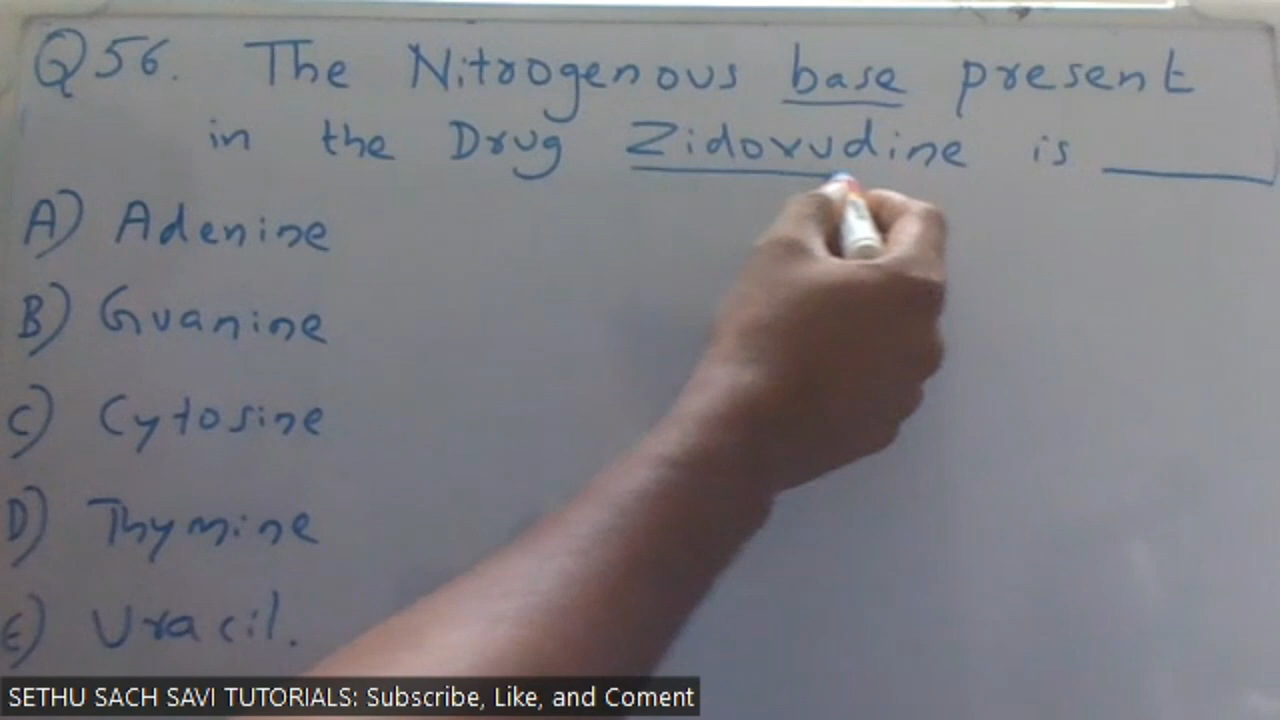 Q56. The Nitrogenous base present
in the Drug Zidovudine is ______
A) Adenine
B) Guanine
C) Cytosine
D) Thymine
E) Uracil.
SETHU SACH SAVI TUTORIALS: Subscribe, Like, and Coment